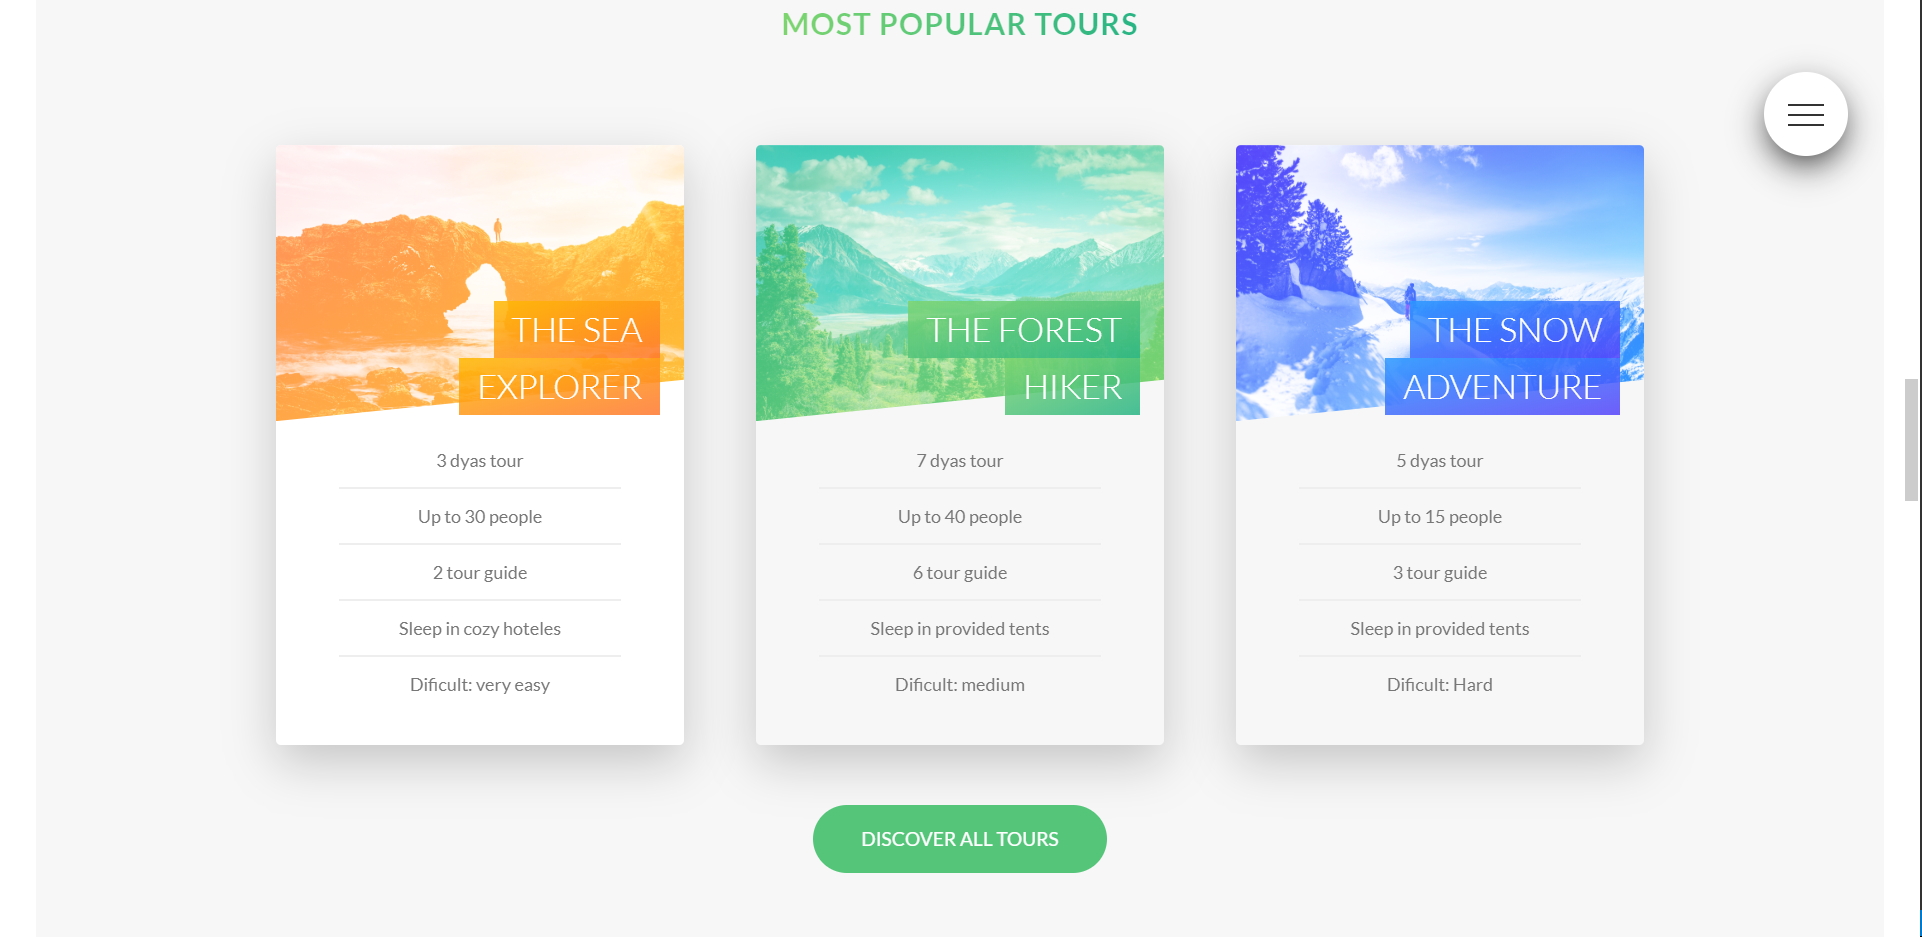 MOST POPULAR TOURS
THE SEA
EXPLORER
3 dyas tour
Up to 30 people
2 tour guide
Sleep in cozy hoteles
Dificult: very easy
THE FOREST
HIKER
7 dyas tour
Up to 40 people
6 tour guide
Sleep in provided tents
Dificult: medium
THE SNOW
ADVENTURE
5 dyas tour
Up to 15 people
3 tour guide
Sleep in provided tents
Dificult: Hard
DISCOVER ALL TOURS